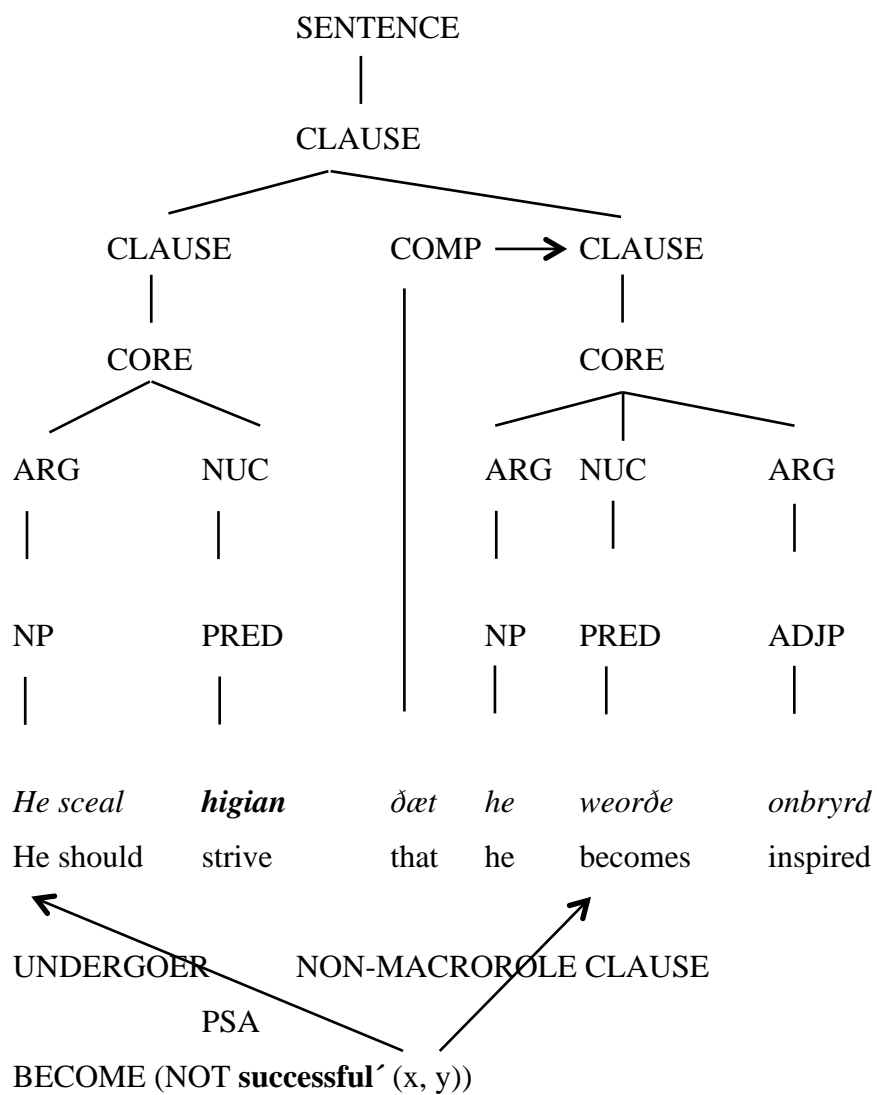 SENTENCE
CLAUSE
CLAUSE COMP CLAUSE
CORE CORE
ARG NUC ARG NUC ARG
NP PRED NP PRED ADJP
He sceal higian ðæt he weorðe onbryrd
He should strive that he becomes inspired
UNDERGOER NON-MACROROLE CLAUSE
PSA
BECOME (NOT successful´ (x, y))